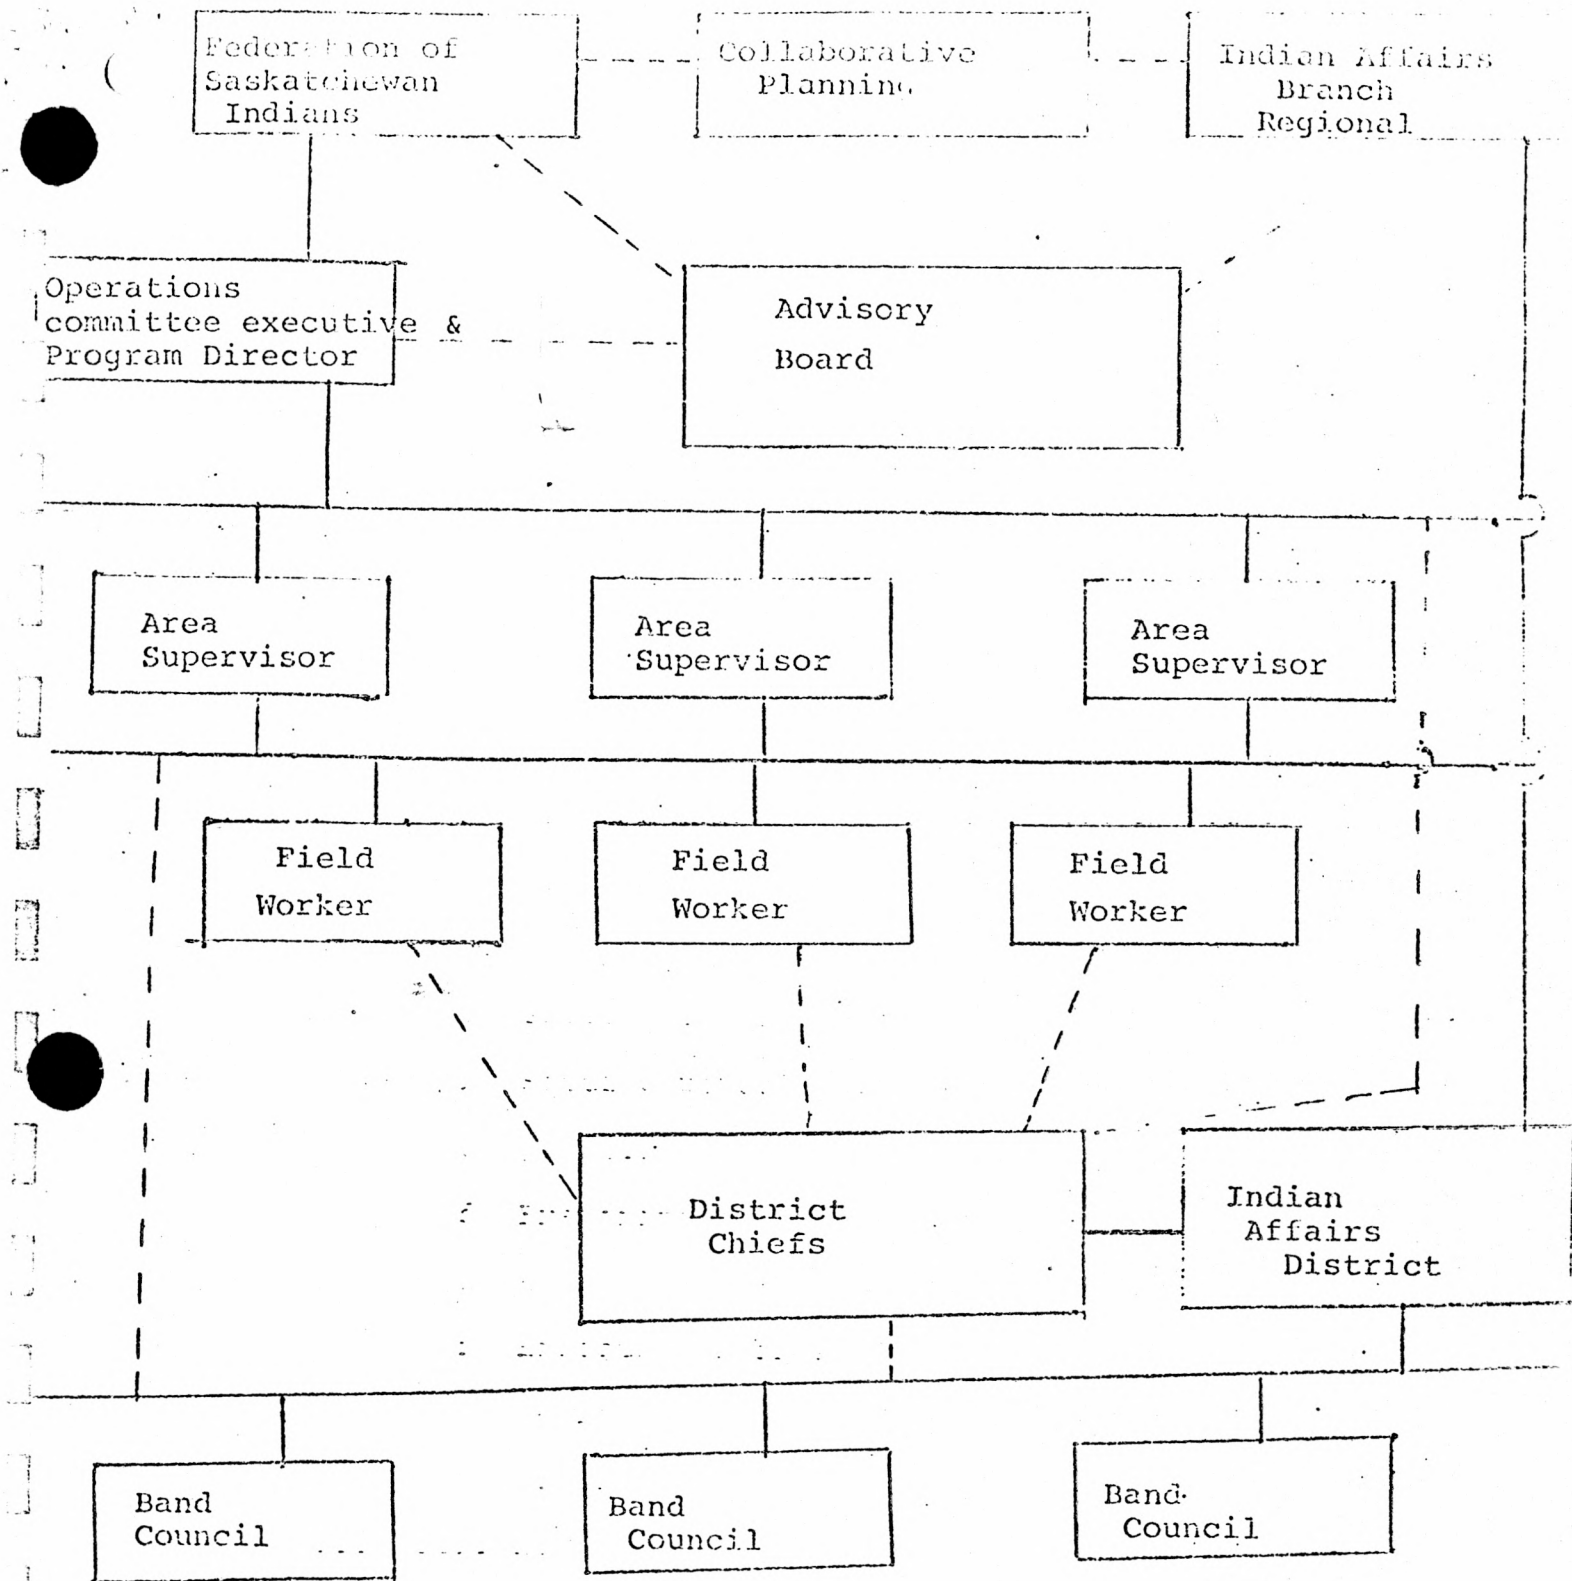 Federation of
Saskatchewan
Indians
Collaborative
Planning
Indian Affairs
Branch
Regional
Operations
committee executive &
Program Director
Advisory
Board
Area
Supervisor
Area
Supervisor
Area
Supervisor
Field
Worker
Field
Worker
Field
Worker
District
Chiefs
Indian
Affairs
District
Band
Council
Band
Council
Band
Council